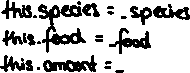 this.species = _species
this.food = _food
this.amount = _